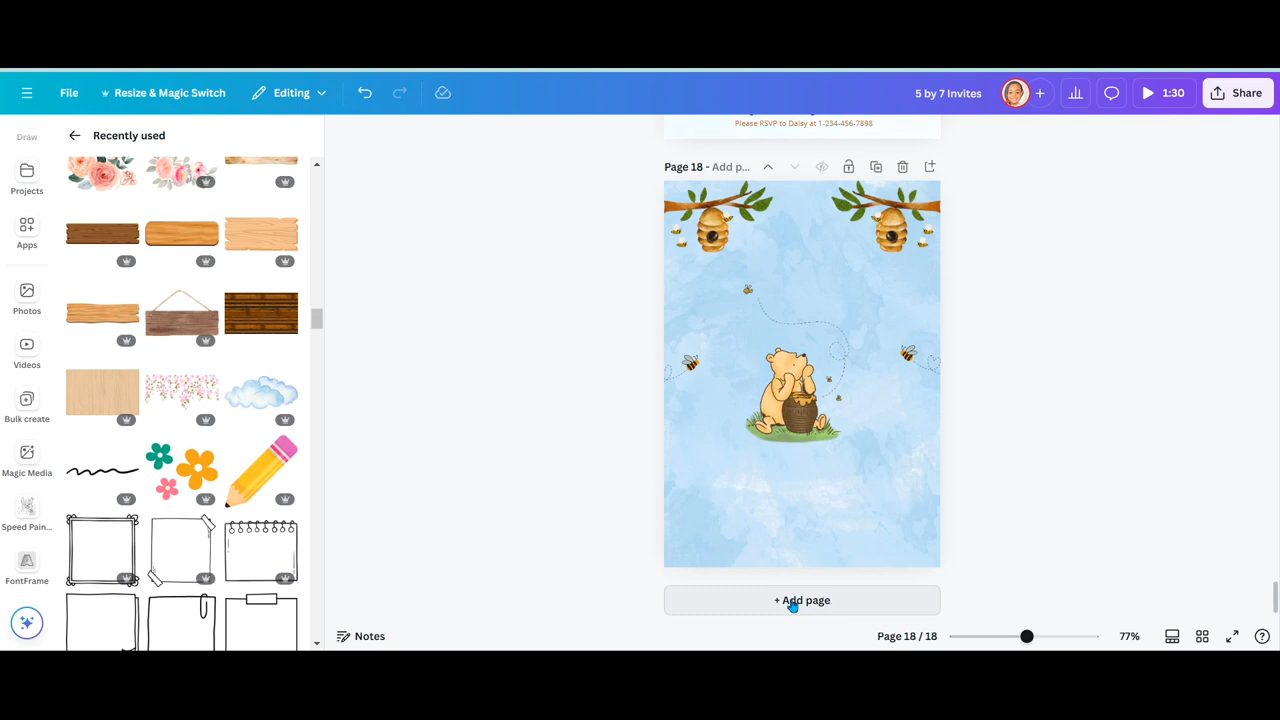 File
Resize & Magic Switch
Editing
5 by 7 Invites
1:30
Share
Draw
Recently used
Projects
Apps
Photos
Videos
Bulk create
Magic Media
Speed Pain...
FontFrame
Please RSVP to Daisy at 1-234-456-7898
Page 18 - Add p...
+ Add page
Notes
Page 18 / 18
77%